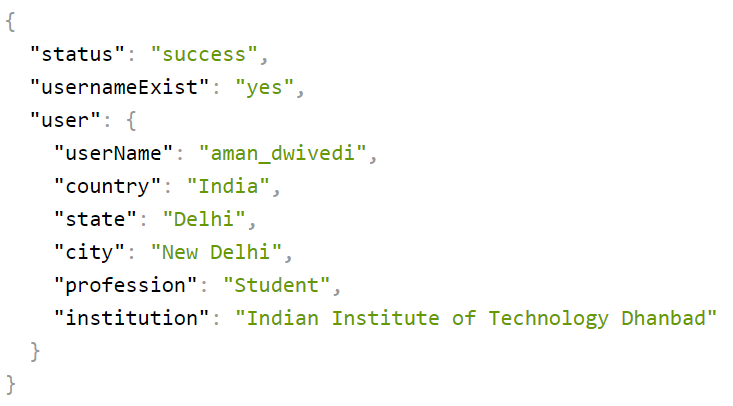 {
"status": "success",
"usernameExist": "yes",
"user": {
"userName": "aman_dwivedi",
"country": "India",
"state": "Delhi",
"city": "New Delhi",
"profession": "Student",
"institution": "Indian Institute of Technology Dhanbad"
}
}